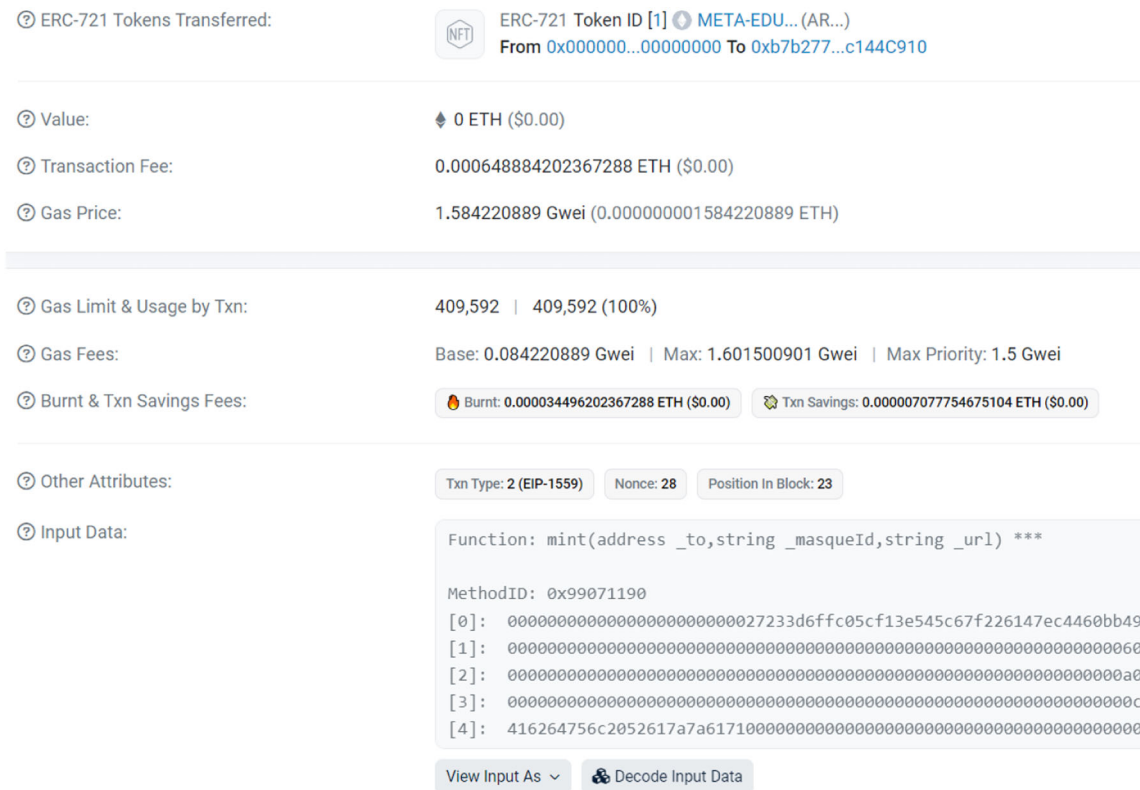 ERC-721 Tokens Transferred:
NFT
ERC-721 Token ID [1] META-EDU... (AR...)
From 0x000000...00000000 To 0xb7b277...c144C910
Value:
0 ETH ($0.00)
Transaction Fee:
0.000648884202367288 ETH ($0.00)
Gas Price:
1.584220889 Gwei (0.000000001584220889 ETH)
Gas Limit & Usage by Txn:
409,592 | 409,592 (100%)
Gas Fees:
Base: 0.084220889 Gwei | Max: 1.601500901 Gwei | Max Priority: 1.5 Gwei
Burnt & Txn Savings Fees:
Burnt: 0.000034496202367288 ETH ($0.00) Txn Savings: 0.000007077754675104 ETH ($0.00)
Other Attributes:
Txn Type: 2 (EIP-1559) Nonce: 28 Position In Block: 23
Input Data:
Function: mint(address _to,string _masqueId,string _url) ***
MethodID: 0x99071190
[0]: 00000000000000000000000027233d6ffc05cf13e545c67f226147ec4460bb49
[1]: 0000000000000000000000000000000000000000000000000000000000000060
[2]: 00000000000000000000000000000000000000000000000000000000000000a0
[3]: 000000000000000000000000000000000000000000000000000000000000000c
[4]: 416264756c2052617a7a61710000000000000000000000000000000000000000
View Input As
Decode Input Data